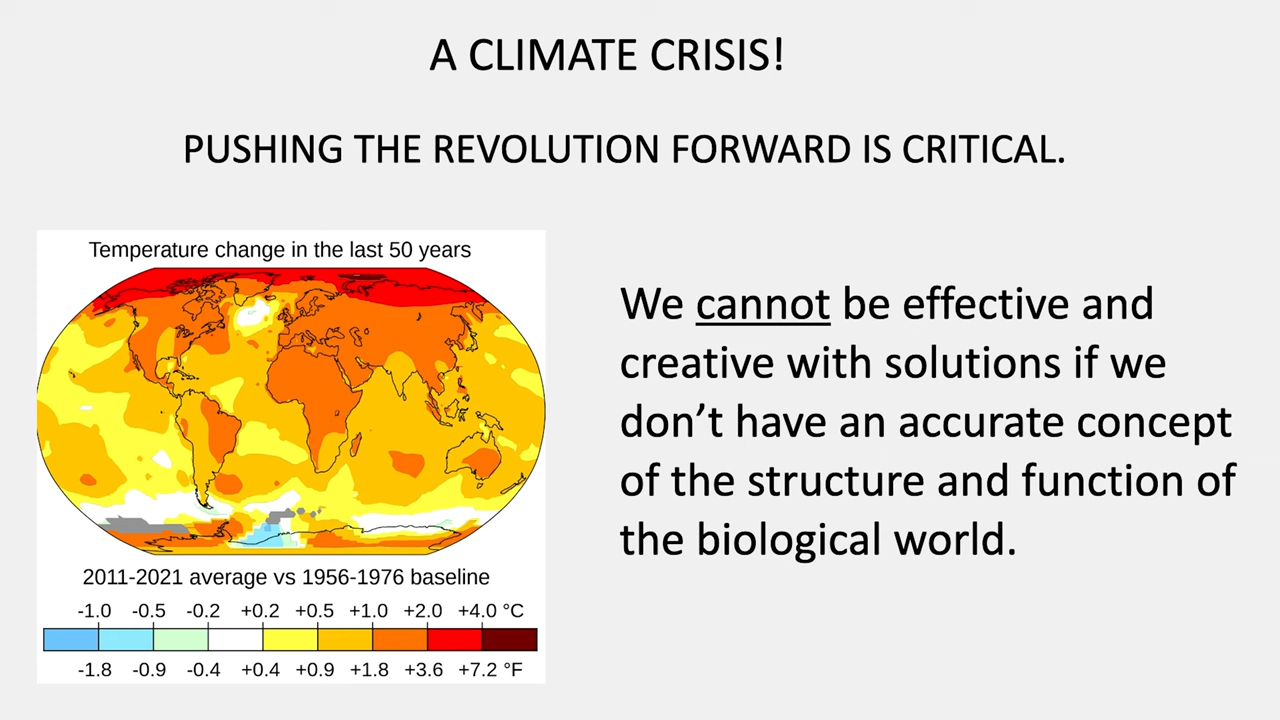 A CLIMATE CRISIS!
PUSHING THE REVOLUTION FORWARD IS CRITICAL.
Temperature change in the last 50 years
2011-2021 average vs 1956-1976 baseline
-1.0 -0.5 -0.2 +0.2 +0.5 +1.0 +2.0 +4.0 °C
-1.8 -0.9 -0.4 +0.4 +0.9 +1.8 +3.6 +7.2 °F
We cannot be effective and
creative with solutions if we
don’t have an accurate concept
of the structure and function of
the biological world.